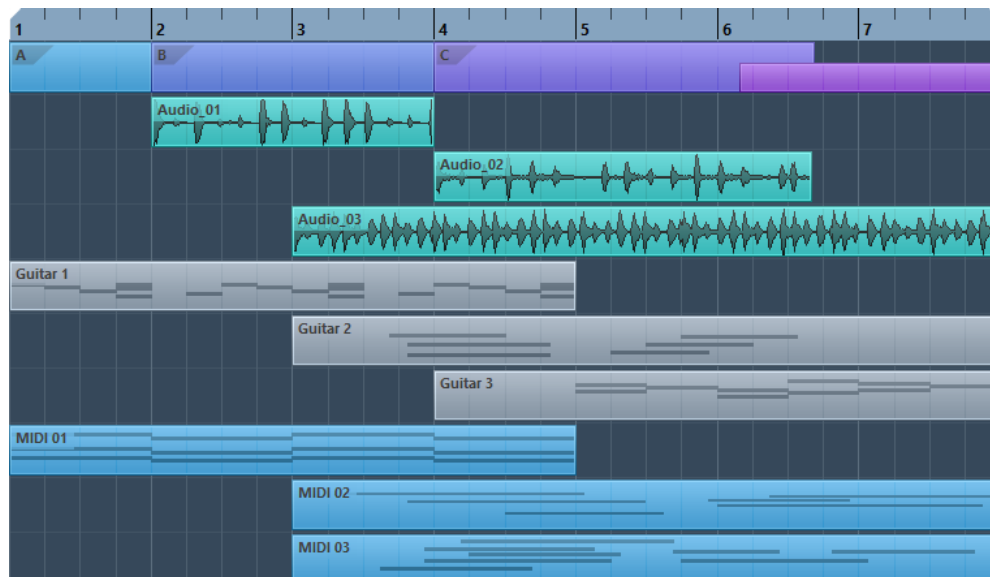 1 2 3 4 5 6 7
A B C
Audio_01
Audio_02
Audio_03
Guitar 1
Guitar 2
Guitar 3
MIDI 01
MIDI 02
MIDI 03